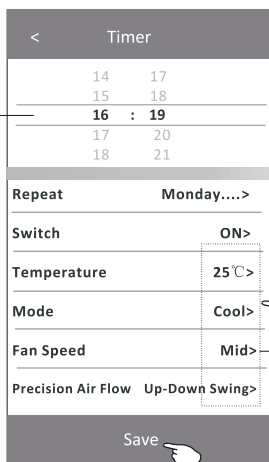 < Timer
14 17
15 18
16 : 19
17 20
18 21
Repeat Monday....>
Switch ON>
Temperature 25℃>
Mode Cool>
Fan Speed Mid>
Precision Air Flow Up-Down Swing>
Save